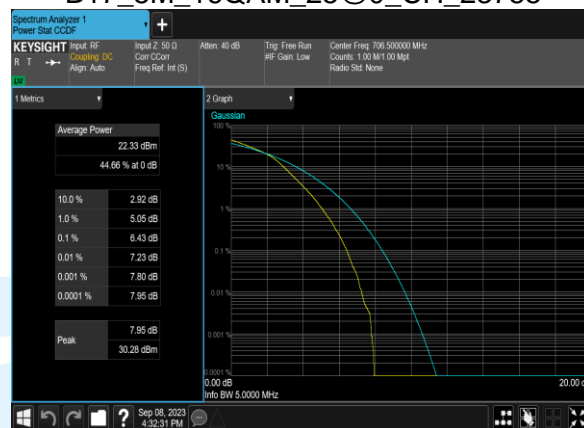 Spectrum Analyzer 1
Power Stat CCDF
+
KEYSIGHT
R T
LXI
Input: RF
Coupling: DC
Align: Auto
Input Z: 50 Ω
Corr CCorr
Freq Ref: Int (S)
Atten: 40 dB
Trig: Free Run
#IF Gain: Low
Center Freq: 706.500000 MHz
Counts: 1.00 M/1.00 Mpt
Radio Std: None
1 Metrics
Average Power
22.33 dBm
44.66 % at 0 dB
10.0 % 2.92 dB
1.0 % 5.05 dB
0.1 % 6.43 dB
0.01 % 7.23 dB
0.001 % 7.80 dB
0.0001 % 7.95 dB
Peak
7.95 dB
30.28 dBm
2 Graph
Gaussian
100 %
10 %
1 %
0.1 %
0.01 %
0.001 %
0.0001 %
0.00 dB
20.00
Info BW 5.0000 MHz
?
Sep 08, 2023
4:32:31 PM